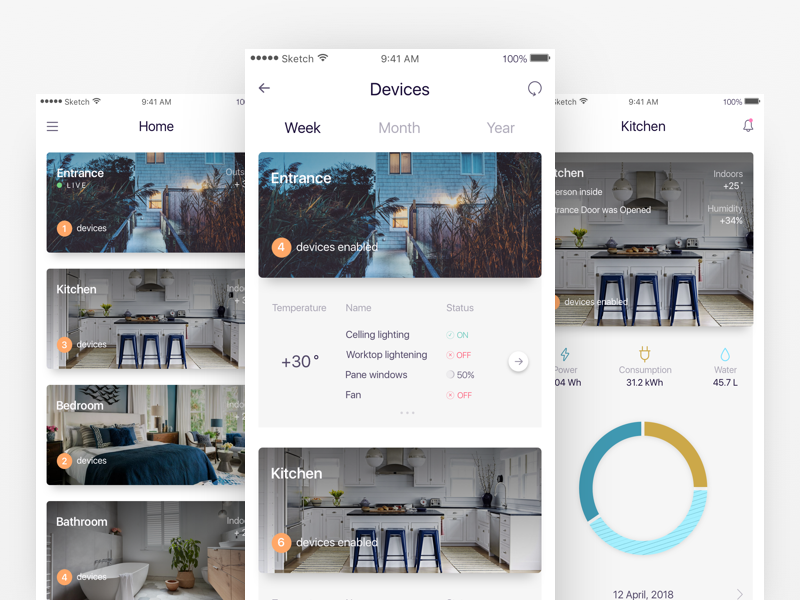 Sketch
9:41 AM
10
Home
Entrance
LIVE
Outs
+ 3
1 devices
Kitchen
Indo
+ 3
3 devices
Bedroom
Indo
+ 2
2 devices
Bathroom
Indo
4 devices
Sketch
9:41 AM
100%
Devices
Week Month Year
Entrance
4 devices enabled
Temperature Name Status
+30°
Celling lighting ON
Worktop lightening OFF
Pane windows 50%
Fan OFF
Kitchen
6 devices enabled
ketch
9:41 AM
100%
Kitchen
tchen
Indoors
+25°
erson inside
trance Door was Opened
Humidity
+34%
devices enabled
Power Consumption Water
04 Wh 31.2 kWh 45.7 L
12 April, 2018